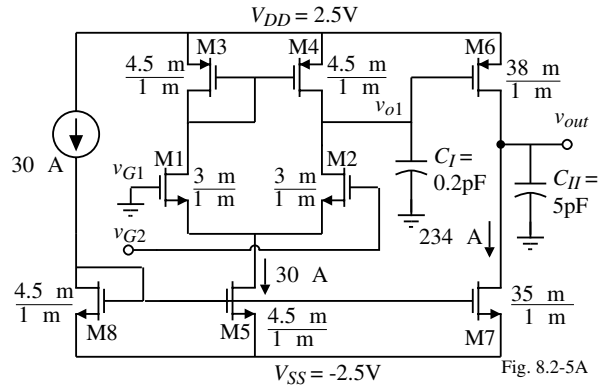 V_DD = 2.5V
M3 M4 M6
4.5 m
1 m
4.5 m
1 m
38 m
1 m
v_o1
v_out
30 A
v_G1
M1
3 m
1 m
3 m
1 m
M2
C_I =
0.2pF
C_II =
5pF
v_G2
234 A
30 A
4.5 m
1 m
M8
M5
4.5 m
1 m
35 m
1 m
M7
V_SS = -2.5V
Fig. 8.2-5A